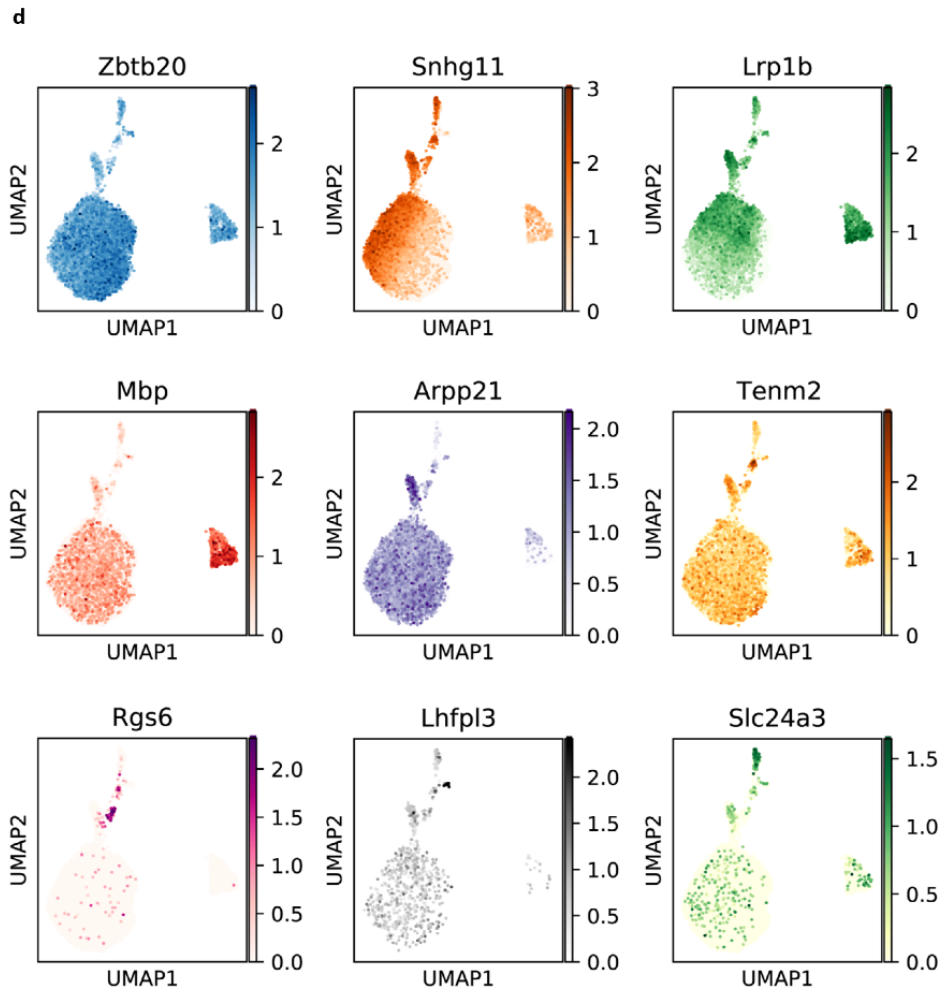 d
Zbtb20 Snhg11 Lrp1b
UMAP2 2 1 0 UMAP2 3 2 1 0 UMAP2 2 1 0
UMAP1 UMAP1 UMAP1
Mbp Arpp21 Tenm2
UMAP2 2 1 0 UMAP2 2.0 1.5 1.0 0.5 0.0 UMAP2 2 1 0
UMAP1 UMAP1 UMAP1
Rgs6 Lhfpl3 Slc24a3
UMAP2 2.0 1.5 1.0 0.5 0.0 UMAP2 2.0 1.5 1.0 0.5 0.0 UMAP2 1.5 1.0 0.5 0.0
UMAP1 UMAP1 UMAP1